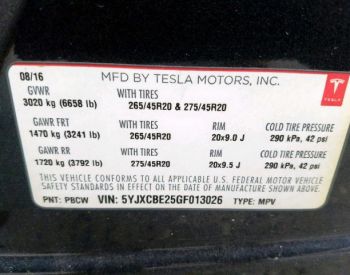 08/16 MFD BY TESLA MOTORS, INC.
TESLA
GVWR WITH TIRES
3020 kg (6658 lb) 265/45R20 & 275/45R20
GAWR FRT WITH TIRES RIM COLD TIRE PRESSURE
1470 kg (3241 lb) 265/45R20 20x9.0 J 290 kPa, 42 psi
GAWR RR WITH TIRES RIM COLD TIRE PRESSURE
1720 kg (3792 lb) 275/45R20 20x9.5 J 290 kPa, 42 psi
THIS VEHICLE CONFORMS TO ALL APPLICABLE U.S. FEDERAL MOTOR VEHICLE
SAFETY STANDARDS IN EFFECT ON THE DATE OF MANUFACTURE SHOWN ABOVE.
PNT: PBCW VIN: 5YJXCBE25GF013026 TYPE: MPV